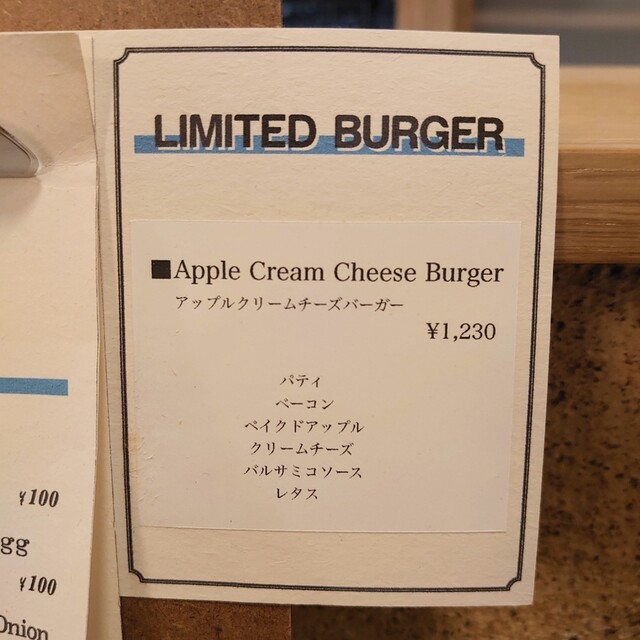 LIMITED BURGER
■Apple Cream Cheese Burger
アップルクリームチーズバーガー
¥1,230
パティ
ベーコン
ベイクドアップル
クリームチーズ
バルサミコソース
レタス
¥100
gg
¥100
Onion